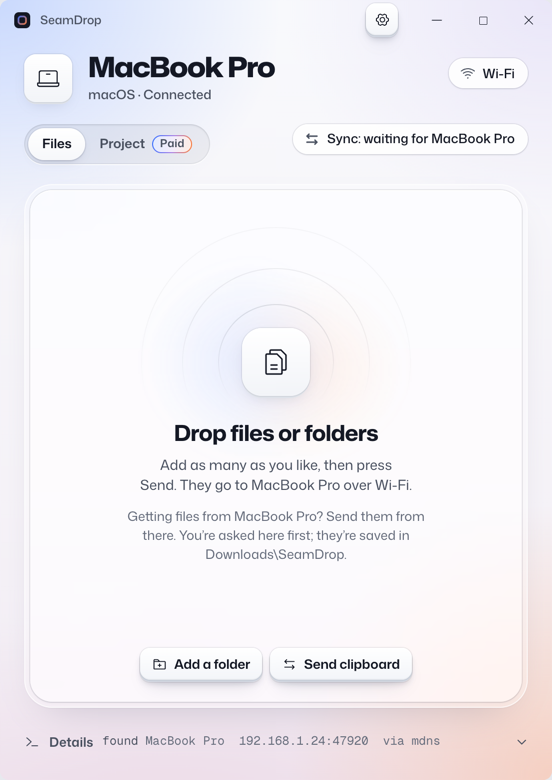 SeamDrop
MacBook Pro
macOS · Connected
Wi-Fi
Files
Project
Paid
Sync: waiting for MacBook Pro
Drop files or folders
Add as many as you like, then press
Send. They go to MacBook Pro over Wi-Fi.
Getting files from MacBook Pro? Send them from
there. You’re asked here first; they’re saved in
Downloads\SeamDrop.
Add a folder
Send clipboard
Details found MacBook Pro 192.168.1.24:47920 via mdns